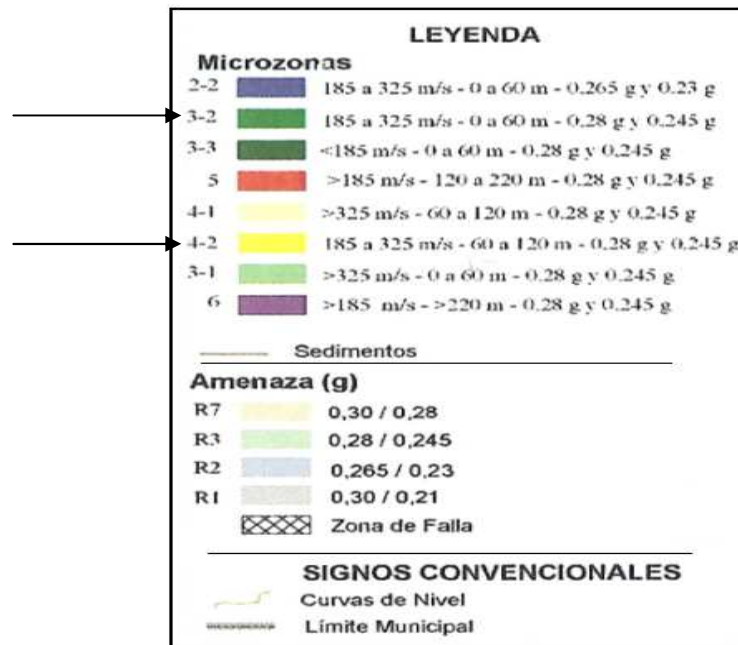 LEYENDA
Microzonas
2-2 185 a 325 m/s - 0 a 60 m - 0.265 g y 0.23 g
3-2 185 a 325 m/s - 0 a 60 m - 0.28 g y 0.245 g
3-3 <185 m/s - 0 a 60 m - 0.28 g y 0.245 g
5 >185 m/s - 120 a 220 m - 0.28 g y 0.245 g
4-1 >325 m/s - 60 a 120 m - 0.28 g y 0.245 g
4-2 185 a 325 m/s - 60 a 120 m - 0.28 g y 0.245 g
3-1 >325 m/s - 0 a 60 m - 0.28 g y 0.245 g
6 >185 m/s - >220 m - 0.28 g y 0.245 g
Sedimentos
Amenaza (g)
R7 0,30 / 0,28
R3 0,28 / 0,245
R2 0,265 / 0,23
R1 0,30 / 0,21
Zona de Falla
SIGNOS CONVENCIONALES
Curvas de Nivel
Límite Municipal